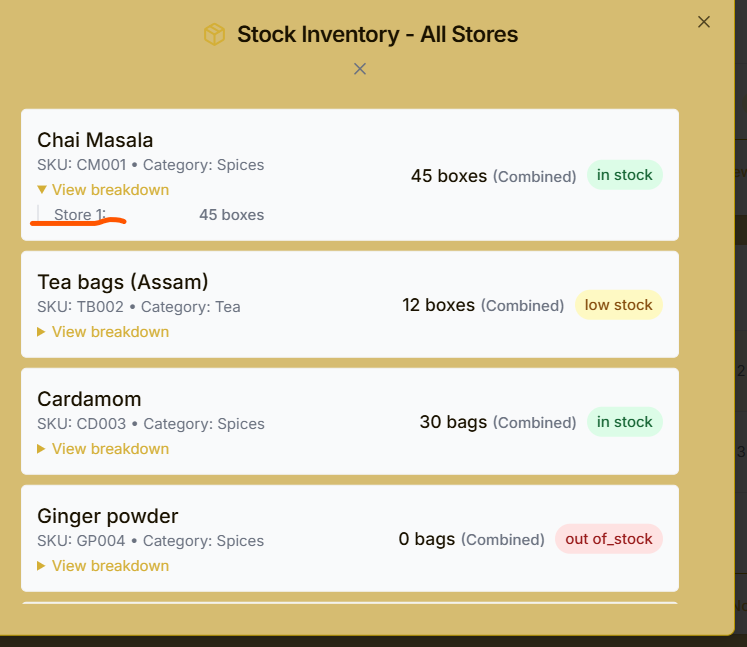 Stock Inventory - All Stores
Chai Masala
SKU: CM001 • Category: Spices
45 boxes (Combined) in stock
▼ View breakdown
Store 1: 45 boxes
Tea bags (Assam)
SKU: TB002 • Category: Tea
12 boxes (Combined) low stock
▶ View breakdown
Cardamom
SKU: CD003 • Category: Spices
30 bags (Combined) in stock
▶ View breakdown
Ginger powder
SKU: GP004 • Category: Spices
0 bags (Combined) out of_stock
▶ View breakdown